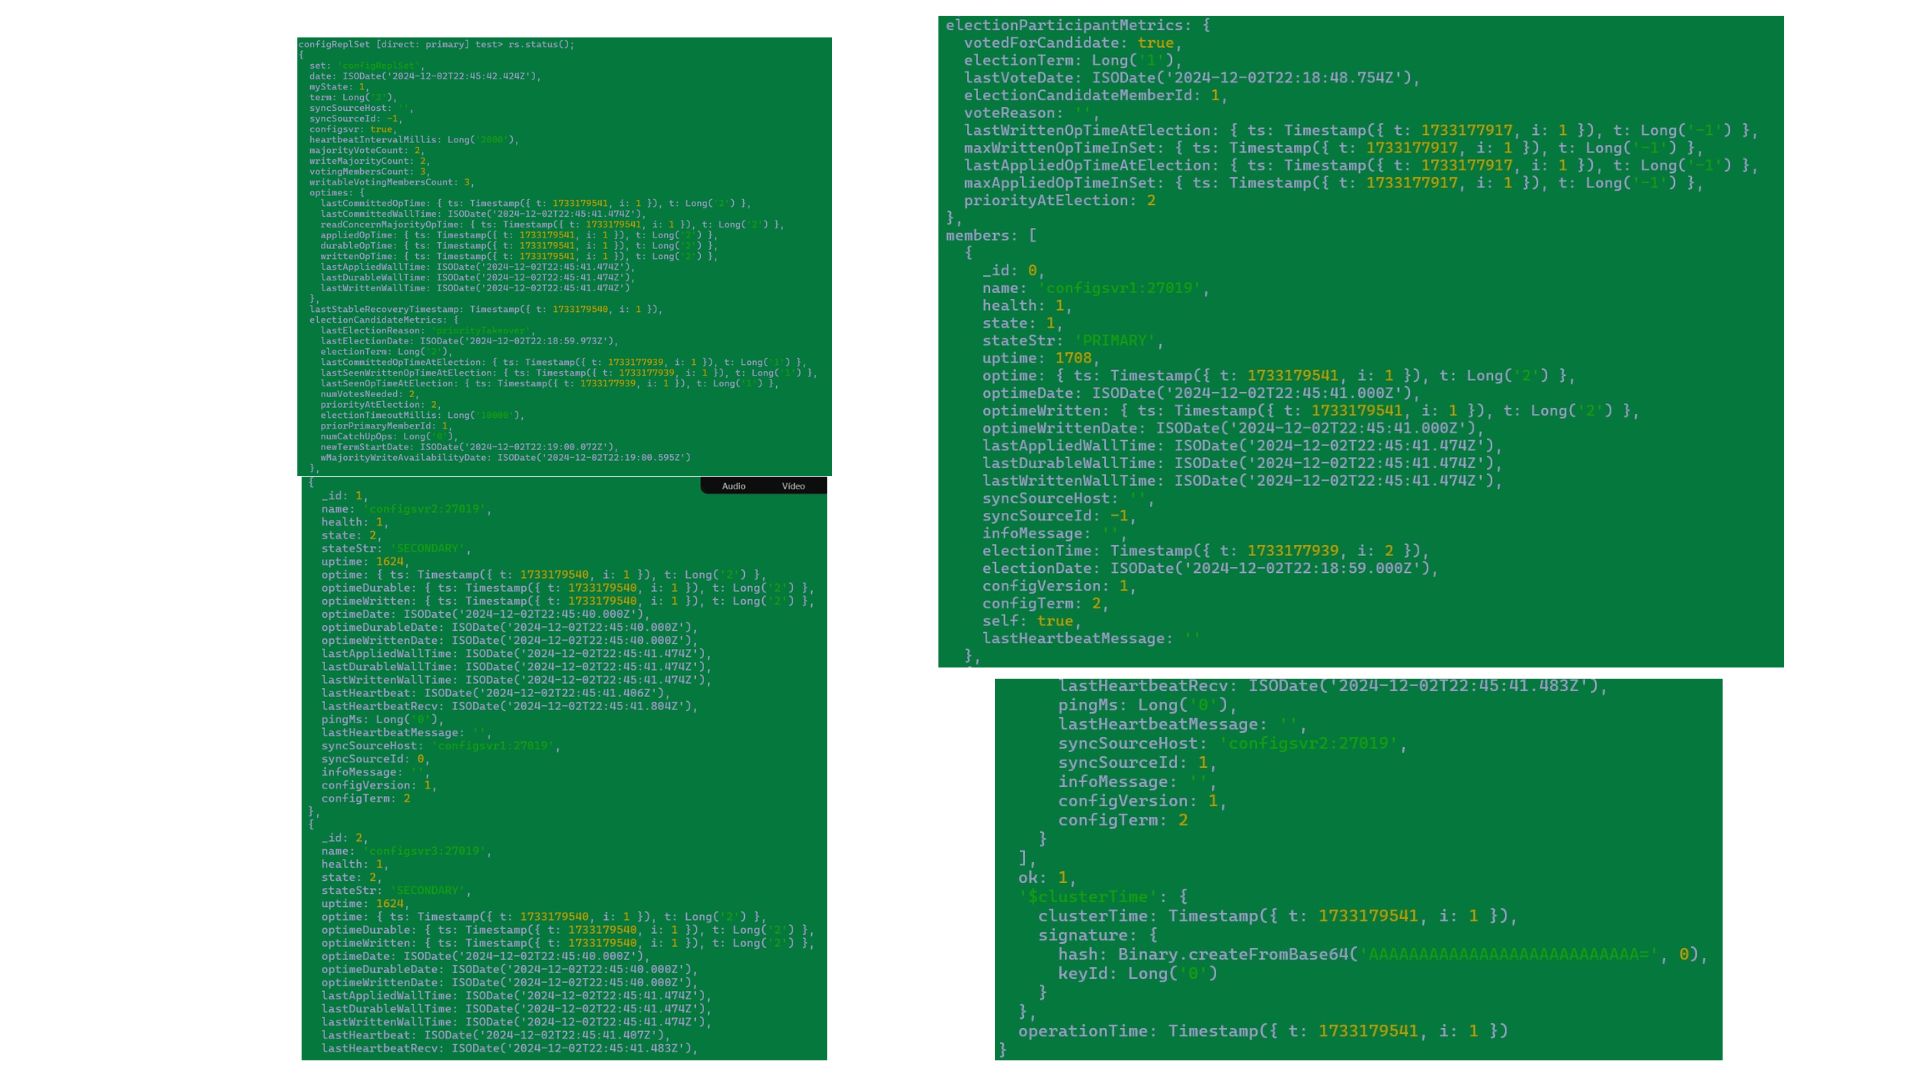 configReplSet [direct: primary] test> rs.status();
{
set: 'configReplSet',
date: ISODate('2024-12-02T22:45:42.424Z'),
myState: 1,
term: Long('2'),
syncSourceHost: '',
syncSourceId: -1,
configsvr: true,
heartbeatIntervalMillis: Long('2000'),
majorityVoteCount: 2,
writeMajorityCount: 2,
votingMembersCount: 3,
writableVotingMembersCount: 3,
optimes: {
lastCommittedOpTime: { ts: Timestamp({ t: 1733179541, i: 1 }), t: Long('2') },
lastCommittedWallTime: ISODate('2024-12-02T22:45:41.474Z'),
readConcernMajorityOpTime: { ts: Timestamp({ t: 1733179541, i: 1 }), t: Long('2') },
appliedOpTime: { ts: Timestamp({ t: 1733179541, i: 1 }), t: Long('2') },
durableOpTime: { ts: Timestamp({ t: 1733179541, i: 1 }), t: Long('2') },
writtenOpTime: { ts: Timestamp({ t: 1733179541, i: 1 }), t: Long('2') },
lastAppliedWallTime: ISODate('2024-12-02T22:45:41.474Z'),
lastDurableWallTime: ISODate('2024-12-02T22:45:41.474Z'),
lastWrittenWallTime: ISODate('2024-12-02T22:45:41.474Z')
},
lastStableRecoveryTimestamp: Timestamp({ t: 1733179540, i: 1 }),
electionCandidateMetrics: {
lastElectionReason: 'priorityTakeover',
lastElectionDate: ISODate('2024-12-02T22:18:59.973Z'),
electionTerm: Long('2'),
lastCommittedOpTimeAtElection: { ts: Timestamp({ t: 1733177939, i: 1 }), t: Long('1') },
lastSeenWrittenOpTimeAtElection: { ts: Timestamp({ t: 1733177939, i: 1 }), t: Long('1') },
lastSeenOpTimeAtElection: { ts: Timestamp({ t: 1733177939, i: 1 }), t: Long('1') },
numVotesNeeded: 2,
priorityAtElection: 2,
electionTimeoutMillis: Long('10000'),
priorPrimaryMemberId: 1,
numCatchUpOps: Long('0'),
newTermStartDate: ISODate('2024-12-02T22:19:00.072Z'),
wMajorityWriteAvailabilityDate: ISODate('2024-12-02T22:19:00.595Z')
},
electionParticipantMetrics: {
votedForCandidate: true,
electionTerm: Long('1'),
lastVoteDate: ISODate('2024-12-02T22:18:48.754Z'),
electionCandidateMemberId: 1,
voteReason: '',
lastWrittenOpTimeAtElection: { ts: Timestamp({ t: 1733177917, i: 1 }), t: Long('-1') },
maxWrittenOpTimeInSet: { ts: Timestamp({ t: 1733177917, i: 1 }), t: Long('-1') },
lastAppliedOpTimeAtElection: { ts: Timestamp({ t: 1733177917, i: 1 }), t: Long('-1') },
maxAppliedOpTimeInSet: { ts: Timestamp({ t: 1733177917, i: 1 }), t: Long('-1') },
priorityAtElection: 2
},
members: [
{
_id: 0,
name: 'configsvr1:27019',
health: 1,
state: 1,
stateStr: 'PRIMARY',
uptime: 1708,
optime: { ts: Timestamp({ t: 1733179541, i: 1 }), t: Long('2') },
optimeDate: ISODate('2024-12-02T22:45:41.000Z'),
optimeWritten: { ts: Timestamp({ t: 1733179541, i: 1 }), t: Long('2') },
optimeWrittenDate: ISODate('2024-12-02T22:45:41.000Z'),
lastAppliedWallTime: ISODate('2024-12-02T22:45:41.474Z'),
lastDurableWallTime: ISODate('2024-12-02T22:45:41.474Z'),
lastWrittenWallTime: ISODate('2024-12-02T22:45:41.474Z'),
syncSourceHost: '',
syncSourceId: -1,
infoMessage: '',
electionTime: Timestamp({ t: 1733177939, i: 2 }),
electionDate: ISODate('2024-12-02T22:18:59.000Z'),
configVersion: 1,
configTerm: 2,
self: true,
lastHeartbeatMessage: ''
},
{
Audio Vídeo
_id: 1,
name: 'configsvr2:27019',
health: 1,
state: 2,
stateStr: 'SECONDARY',
uptime: 1624,
optime: { ts: Timestamp({ t: 1733179540, i: 1 }), t: Long('2') },
optimeDurable: { ts: Timestamp({ t: 1733179540, i: 1 }), t: Long('2') },
optimeWritten: { ts: Timestamp({ t: 1733179540, i: 1 }), t: Long('2') },
optimeDate: ISODate('2024-12-02T22:45:40.000Z'),
optimeDurableDate: ISODate('2024-12-02T22:45:40.000Z'),
optimeWrittenDate: ISODate('2024-12-02T22:45:40.000Z'),
lastAppliedWallTime: ISODate('2024-12-02T22:45:41.474Z'),
lastDurableWallTime: ISODate('2024-12-02T22:45:41.474Z'),
lastWrittenWallTime: ISODate('2024-12-02T22:45:41.474Z'),
lastHeartbeat: ISODate('2024-12-02T22:45:41.406Z'),
lastHeartbeatRecv: ISODate('2024-12-02T22:45:41.804Z'),
pingMs: Long('0'),
lastHeartbeatMessage: '',
syncSourceHost: 'configsvr1:27019',
syncSourceId: 0,
infoMessage: '',
configVersion: 1,
configTerm: 2
},
{
_id: 2,
name: 'configsvr3:27019',
health: 1,
state: 2,
stateStr: 'SECONDARY',
uptime: 1624,
optime: { ts: Timestamp({ t: 1733179540, i: 1 }), t: Long('2') },
optimeDurable: { ts: Timestamp({ t: 1733179540, i: 1 }), t: Long('2') },
optimeWritten: { ts: Timestamp({ t: 1733179540, i: 1 }), t: Long('2') },
optimeDate: ISODate('2024-12-02T22:45:40.000Z'),
optimeDurableDate: ISODate('2024-12-02T22:45:40.000Z'),
optimeWrittenDate: ISODate('2024-12-02T22:45:40.000Z'),
lastAppliedWallTime: ISODate('2024-12-02T22:45:41.474Z'),
lastDurableWallTime: ISODate('2024-12-02T22:45:41.474Z'),
lastWrittenWallTime: ISODate('2024-12-02T22:45:41.474Z'),
lastHeartbeat: ISODate('2024-12-02T22:45:41.407Z'),
lastHeartbeatRecv: ISODate('2024-12-02T22:45:41.483Z'),
lastHeartbeatRecv: ISODate('2024-12-02T22:45:41.483Z'),
pingMs: Long('0'),
lastHeartbeatMessage: '',
syncSourceHost: 'configsvr2:27019',
syncSourceId: 1,
infoMessage: '',
configVersion: 1,
configTerm: 2
}
],
ok: 1,
'$clusterTime': {
clusterTime: Timestamp({ t: 1733179541, i: 1 }),
signature: {
hash: Binary.createFromBase64('AAAAAAAAAAAAAAAAAAAAAAAAAAA=', 0),
keyId: Long('0')
}
},
operationTime: Timestamp({ t: 1733179541, i: 1 })
}